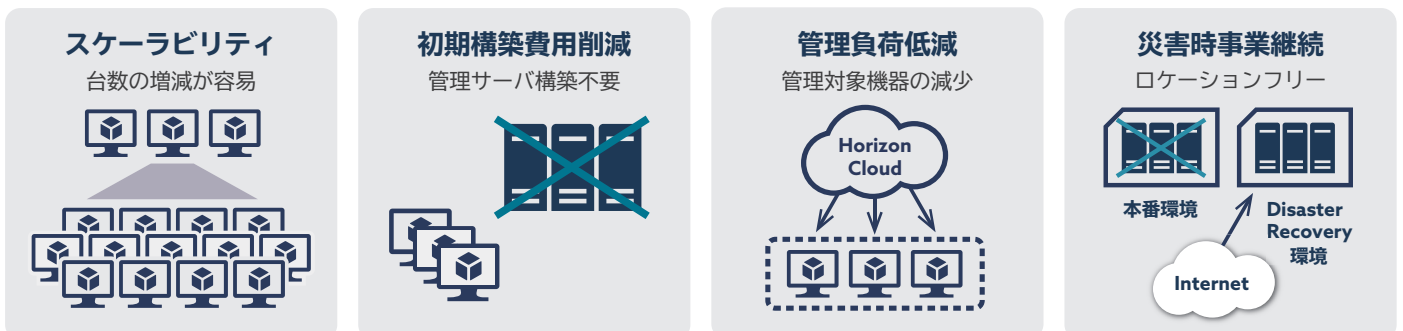 スケーラビリティ
台数の増減が容易
初期構築費用削減
管理サーバ構築不要
管理負荷低減
管理対象機器の減少
Horizon
Cloud
災害時事業継続
ロケーションフリー
本番環境
Disaster
Recovery
環境
Internet